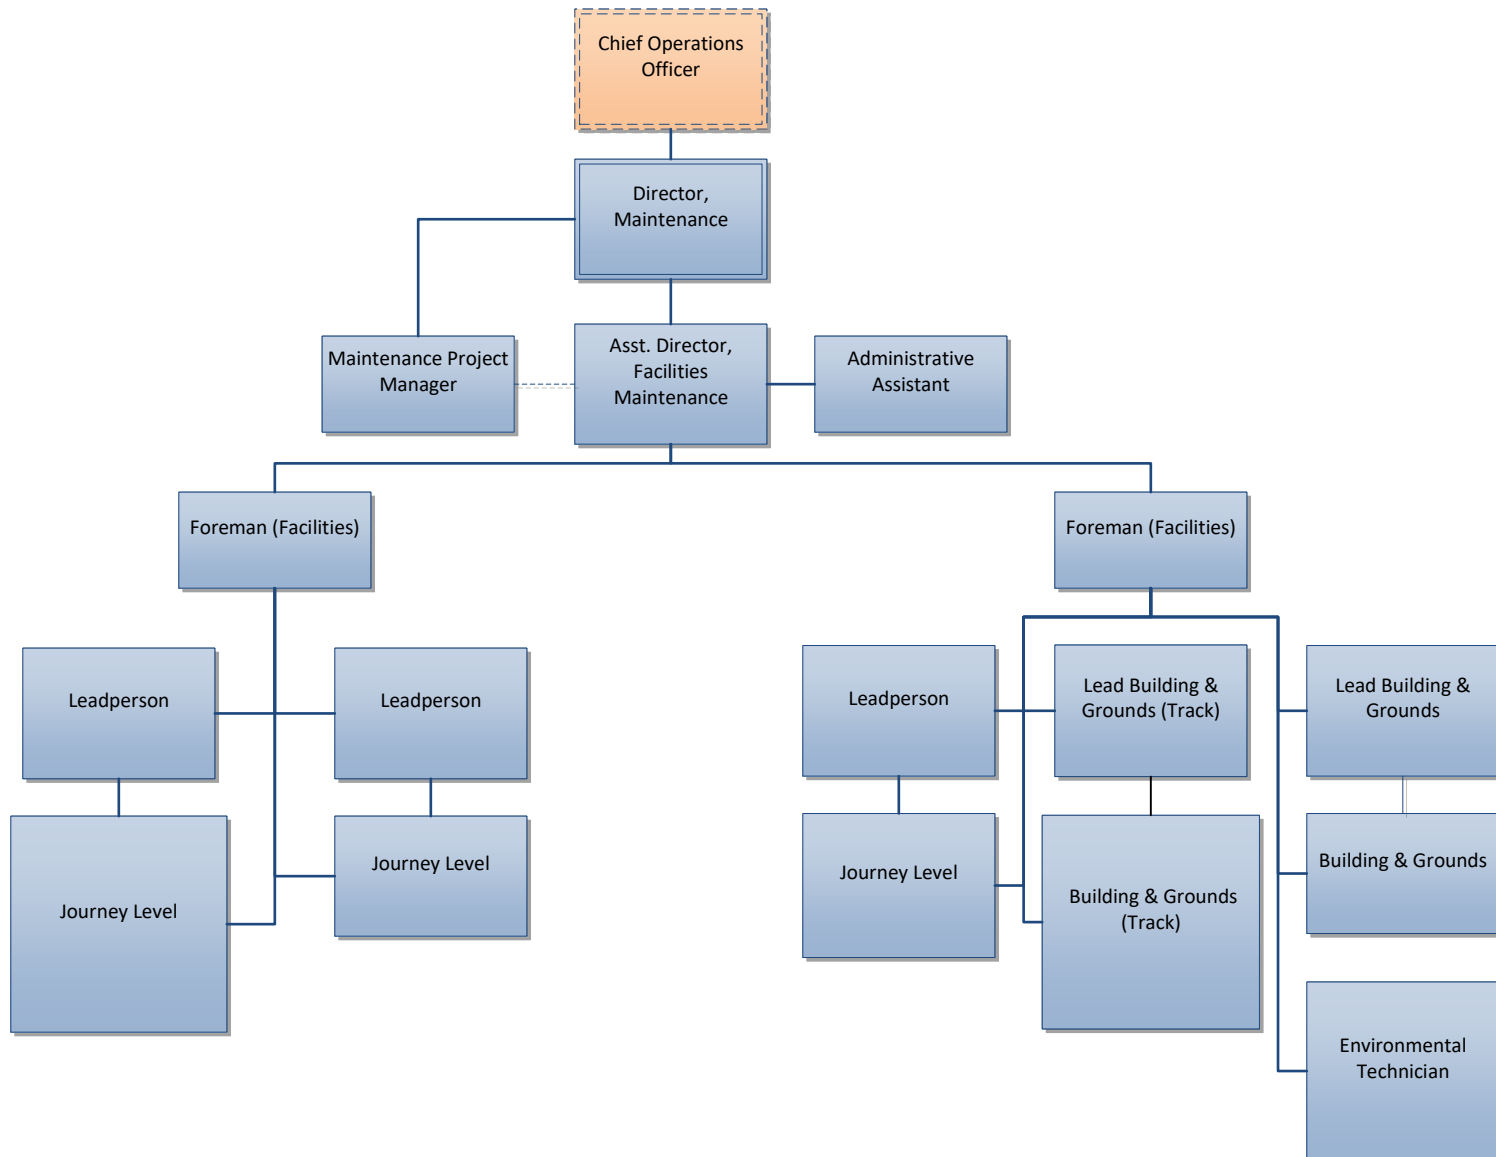 Chief Operations
Officer
Director,
Maintenance
Maintenance Project
Manager
Asst. Director,
Facilities
Maintenance
Administrative
Assistant
Foreman (Facilities)
Foreman (Facilities)
Leadperson
Leadperson
Leadperson
Lead Building &
Grounds (Track)
Lead Building &
Grounds
Journey Level
Journey Level
Journey Level
Building & Grounds
(Track)
Building & Grounds
Environmental
Technician